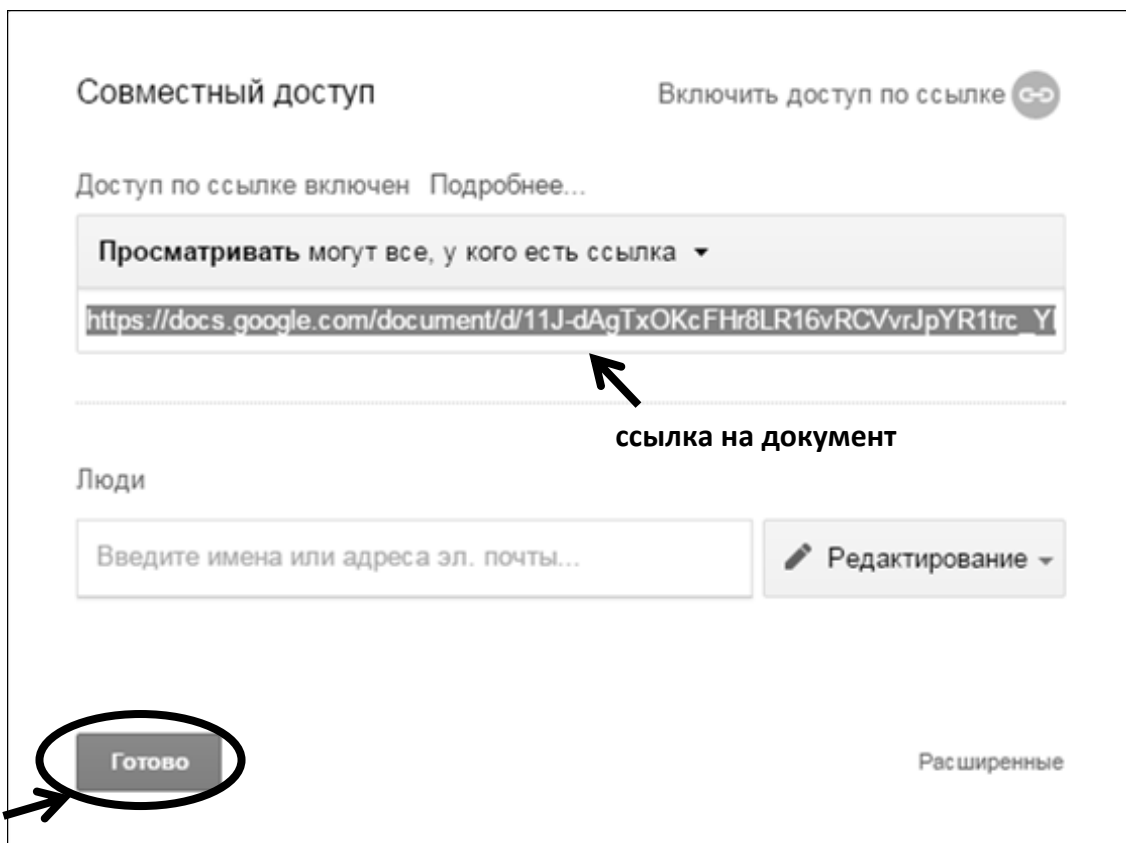 Совместный доступ
Включить доступ по ссылке
Доступ по ссылке включен Подробнее...
Просматривать могут все, у кого есть ссылка
https://docs.google.com/document/d/11J-dAgTxOKcFHr8LR16vRCVvrJpYR1trc_Y
ссылка на документ
Люди
Введите имена или адреса эл. почты...
Редактирование
Готово
Расширенные